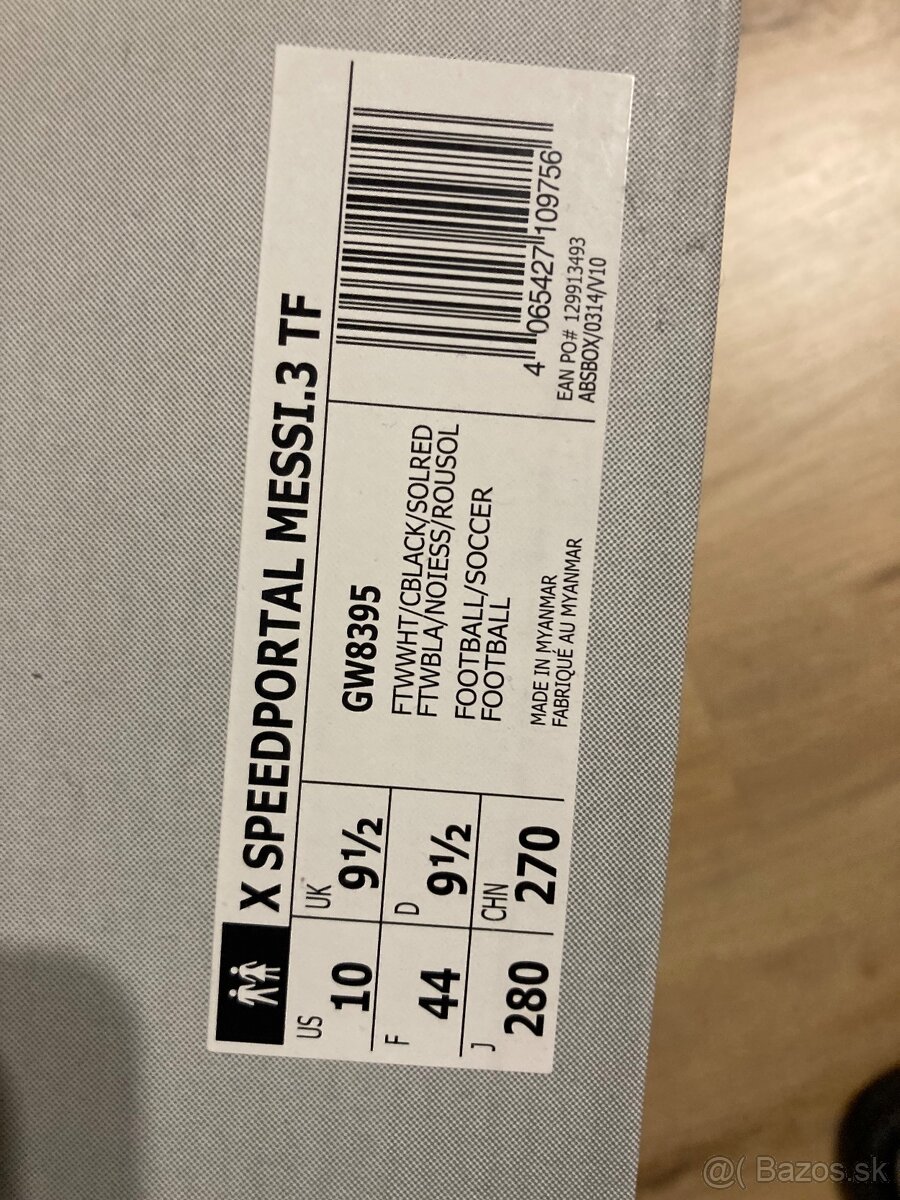 X SPEEDPORTAL MESSI.3 TF
US
10
UK
9½
F
44
D
9½
J
280
CHN
270
GW8395
FTWWHT/CBLACK/SOLRED
FTWBLA/NOIESS/ROUSOL
FOOTBALL/SOCCER
FOOTBALL
MADE IN MYANMAR
FABRIQUÉ AU MYANMAR
4 065427 109756
EAN PO# 129913493
ABSBOX/0314/V10
@( Bazos.sk